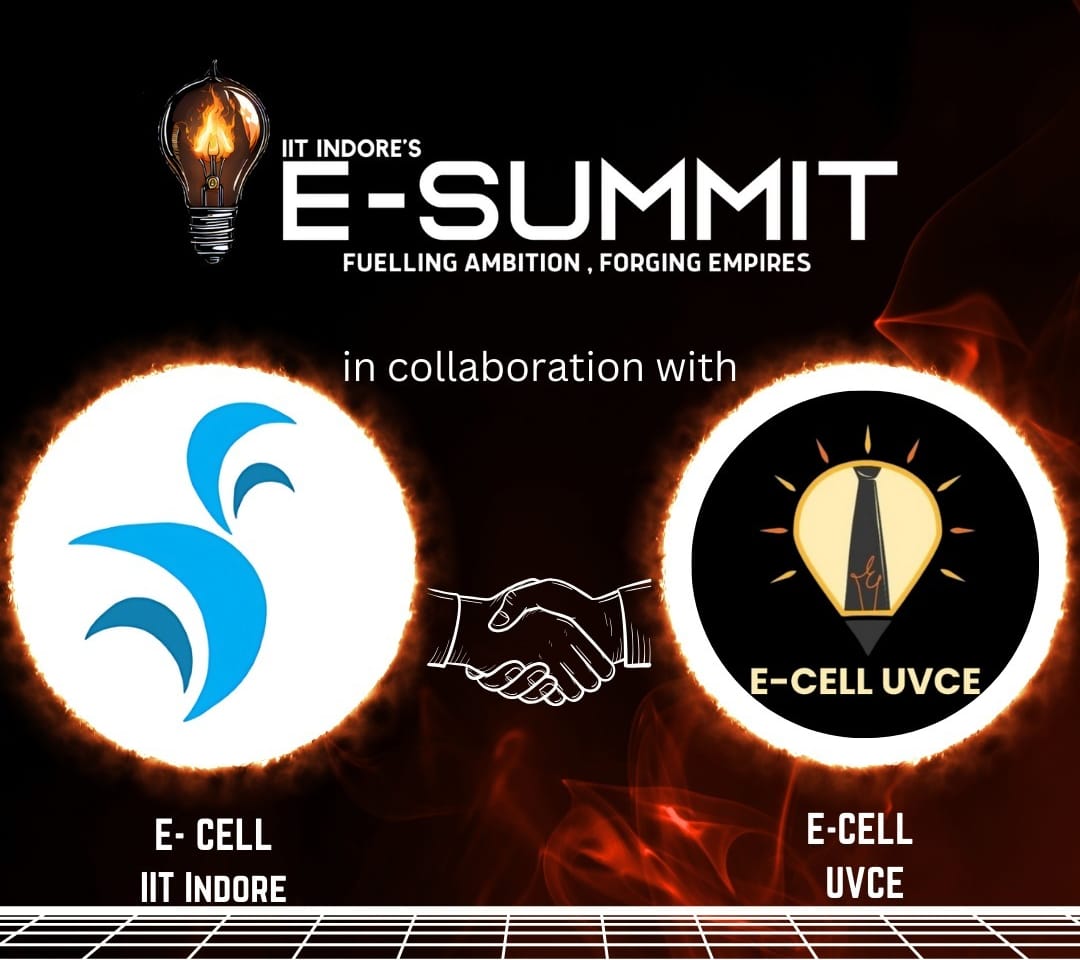 IIT INDORE'S
E-SUMMIT
FUELLING AMBITION , FORGING EMPIRES
in collaboration with
E-CELL UVCE
E- CELL
IIT INDORE
E-CELL
UVCE